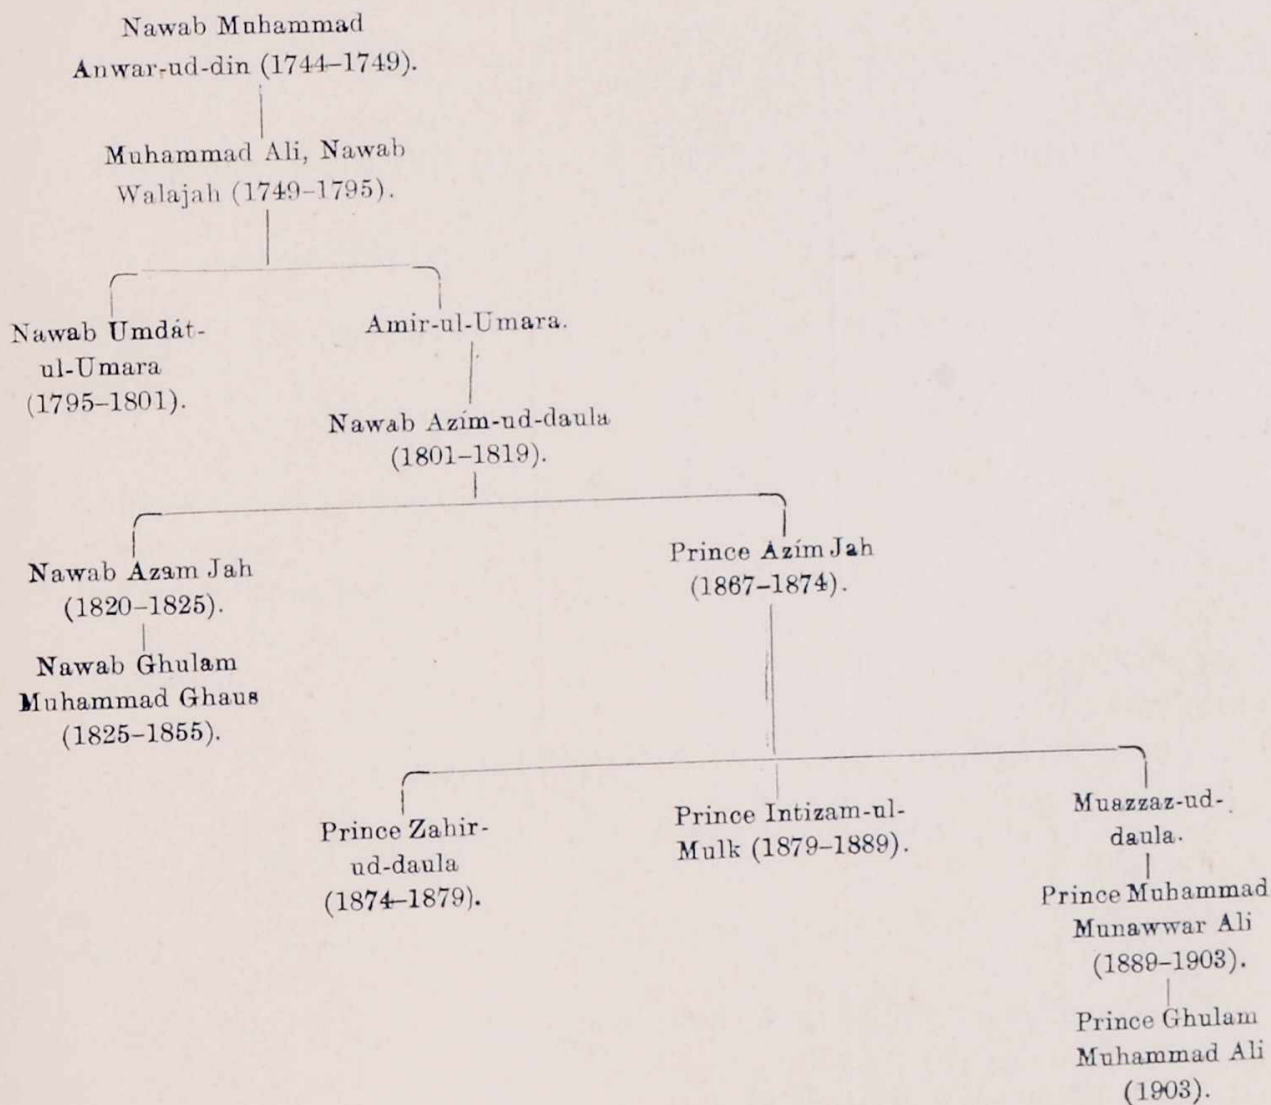 Nawab Muhammad
Anwar-ud-din (1744–1749).
Muhammad Ali, Nawab
Walajah (1749–1795).
Nawab Umdát-
ul-Umara
(1795–1801).
Amir-ul-Umara.
Nawab Azím-ud-daula
(1801–1819).
Nawab Azam Jah
(1820–1825).
Prince Azím Jah
(1867–1874).
Nawab Ghulam
Muhammad Ghaus
(1825–1855).
Prince Zahir-
ud-daula
(1874–1879).
Prince Intizam-ul-
Mulk (1879–1889).
Muazzaz-ud-
daula.
Prince Muhammad
Munawwar Ali
(1889–1903).
Prince Ghulam
Muhammad Ali
(1903).